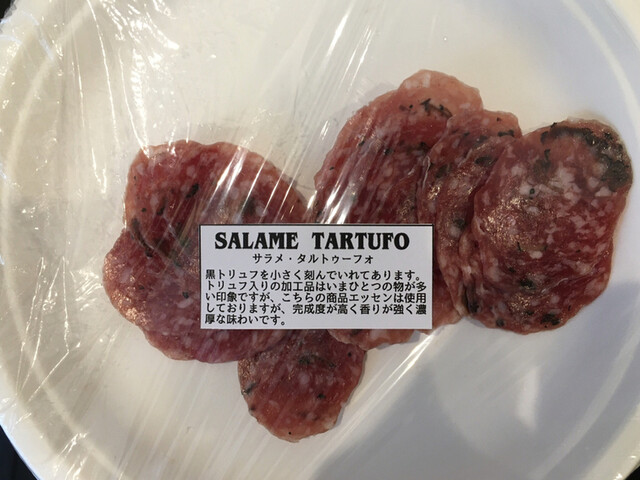 SALAME TARTUFO
サラメ・タルトゥーフォ
黒トリュフを小さく刻んでいれてあります。
トリュフ入りの加工品はいまひとつの物が多
い印象ですが、こちらの商品エッセンは使用
しておりますが、完成度が高く香りが強く濃
厚な味わいです。